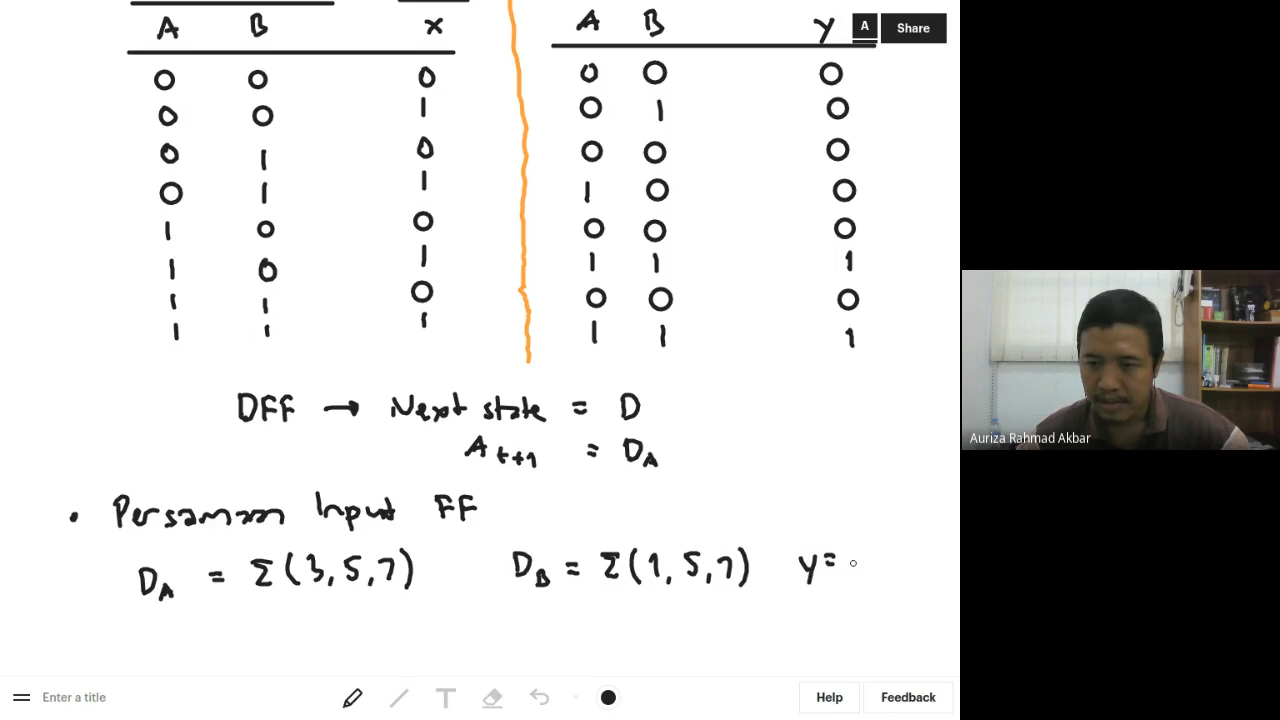 A B x A B y A Share
0 0 0 0 0 0
0 0 1 0 1 0
0 1 0 0 0 0
0 1 1 1 0 0
1 0 0 0 0 0
1 0 1 1 1 1
1 1 0 0 0 0
1 1 1 1 1 1
DFF → Next state = D
A t+1 = D A
• Persamaan Input FF
D A = Σ(3,5,7) D B = Σ(1,5,7) y =
Auriza Rahmad Akbar
Enter a title T Help Feedback